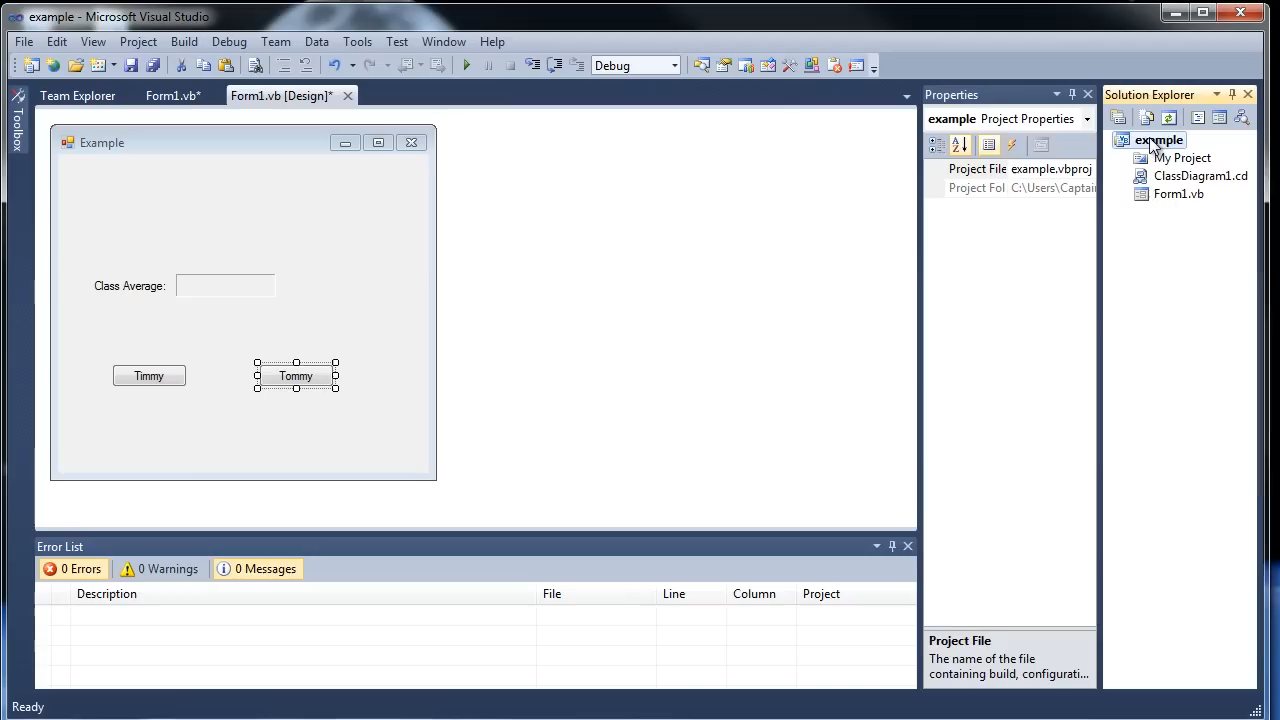 example - Microsoft Visual Studio
File Edit View Project Build Debug Team Data Tools Test Window Help
Debug
Team Explorer Form1.vb* Form1.vb [Design]*
Toolbox
Example
Class Average:
Timmy Tommy
Properties
example Project Properties
Project File example.vbproj
Project Fol C:\Users\Captain
Project File
The name of the file
containing build, configurati...
Solution Explorer
example
My Project
ClassDiagram1.cd
Form1.vb
Error List
0 Errors 0 Warnings 0 Messages
Description File Line Column Project
Ready